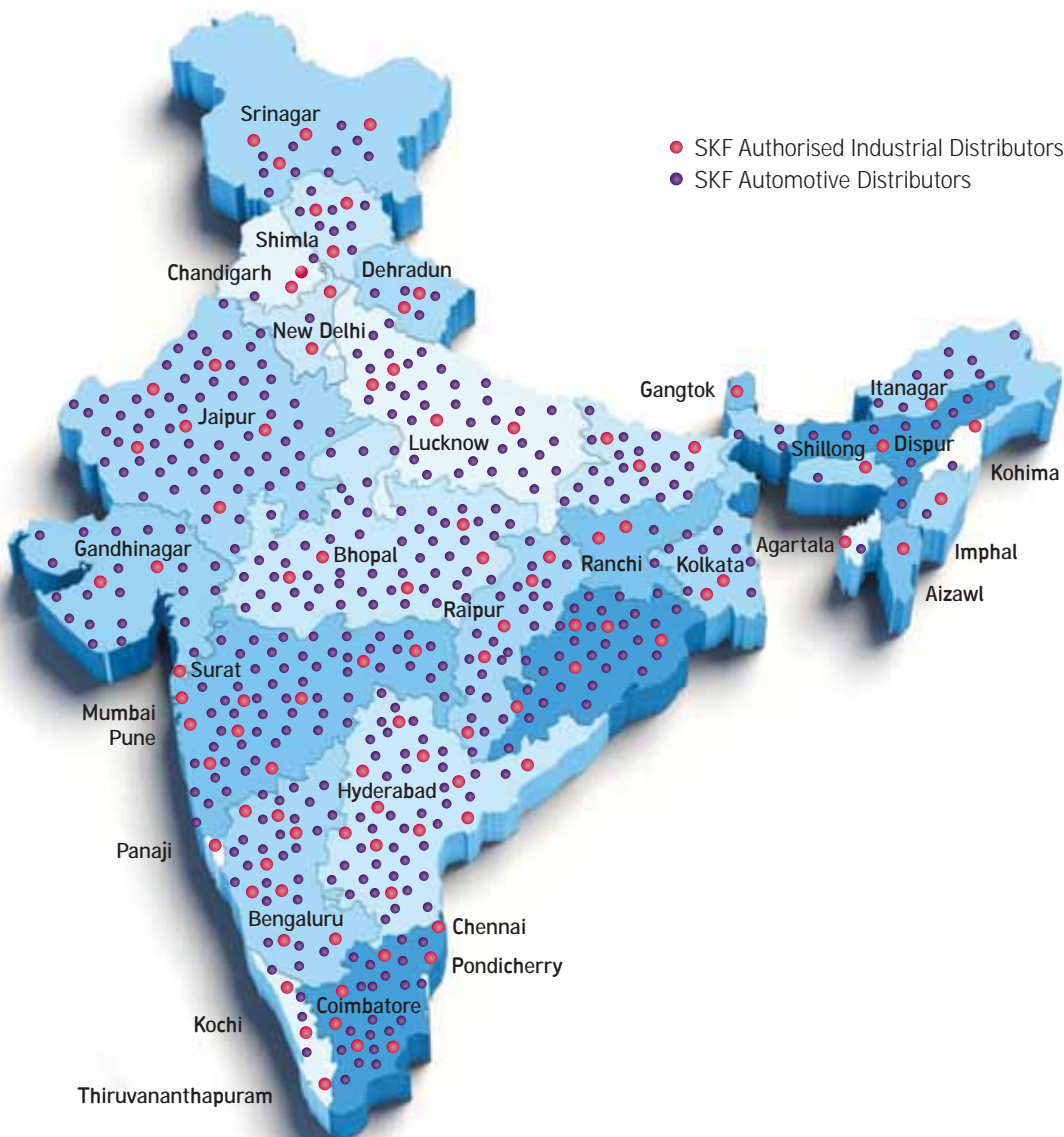 Srinagar
SKF Authorised Industrial Distributors
SKF Automotive Distributors
Shimla
Chandigarh
Dehradun
New Delhi
Gangtok
Itanagar
Jaipur
Lucknow
Shillong
Dispur
Kohima
Gandhinagar
Bhopal
Ranchi
Kolkata
Agartala
Imphal
Aizawl
Raipur
Surat
Mumbai
Pune
Hyderabad
Panaji
Bengaluru
Chennai
Pondicherry
Coimbatore
Kochi
Thiruvananthapuram